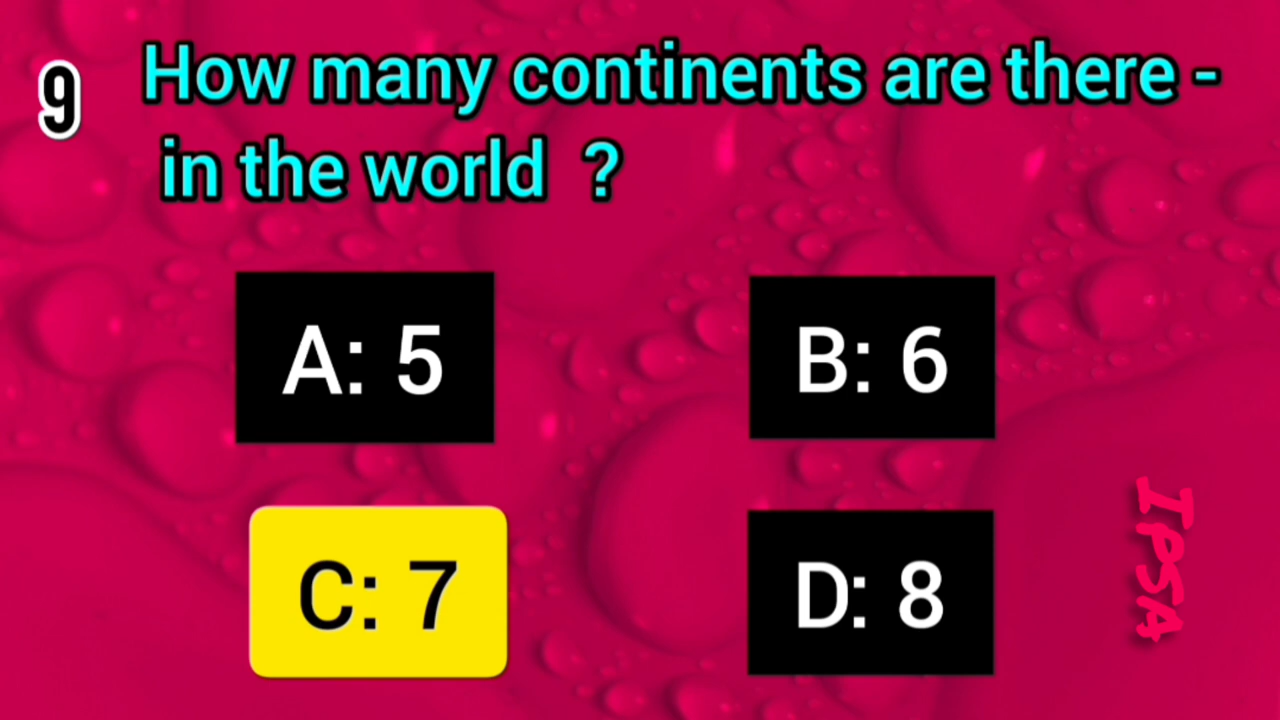 9 How many continents are there -
in the world ?
A: 5 B: 6
C: 7 D: 8
IPSA